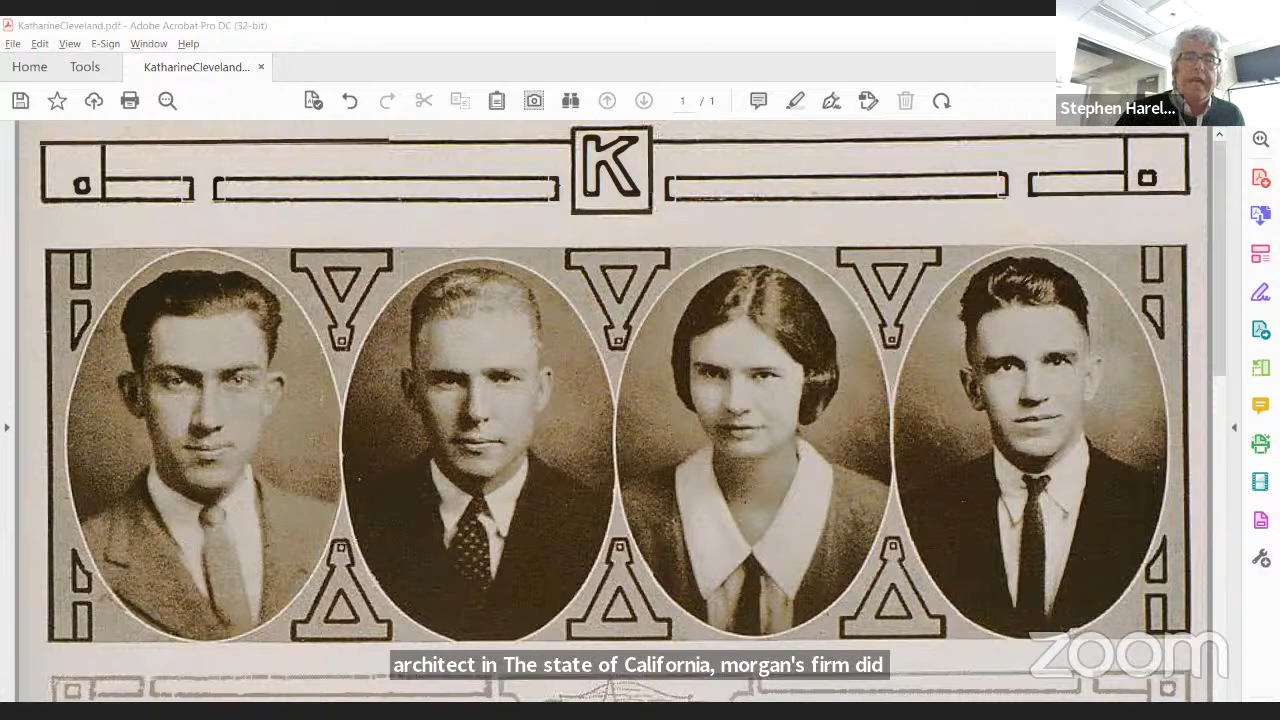 KatharineCleveland.pdf - Adobe Acrobat Pro DC (32-bit)
File Edit View E-Sign Window Help
Home Tools KatharineCleveland... ×
1 / 1
Stephen Harel...
K
architect in The state of California, morgan's firm did
zoom